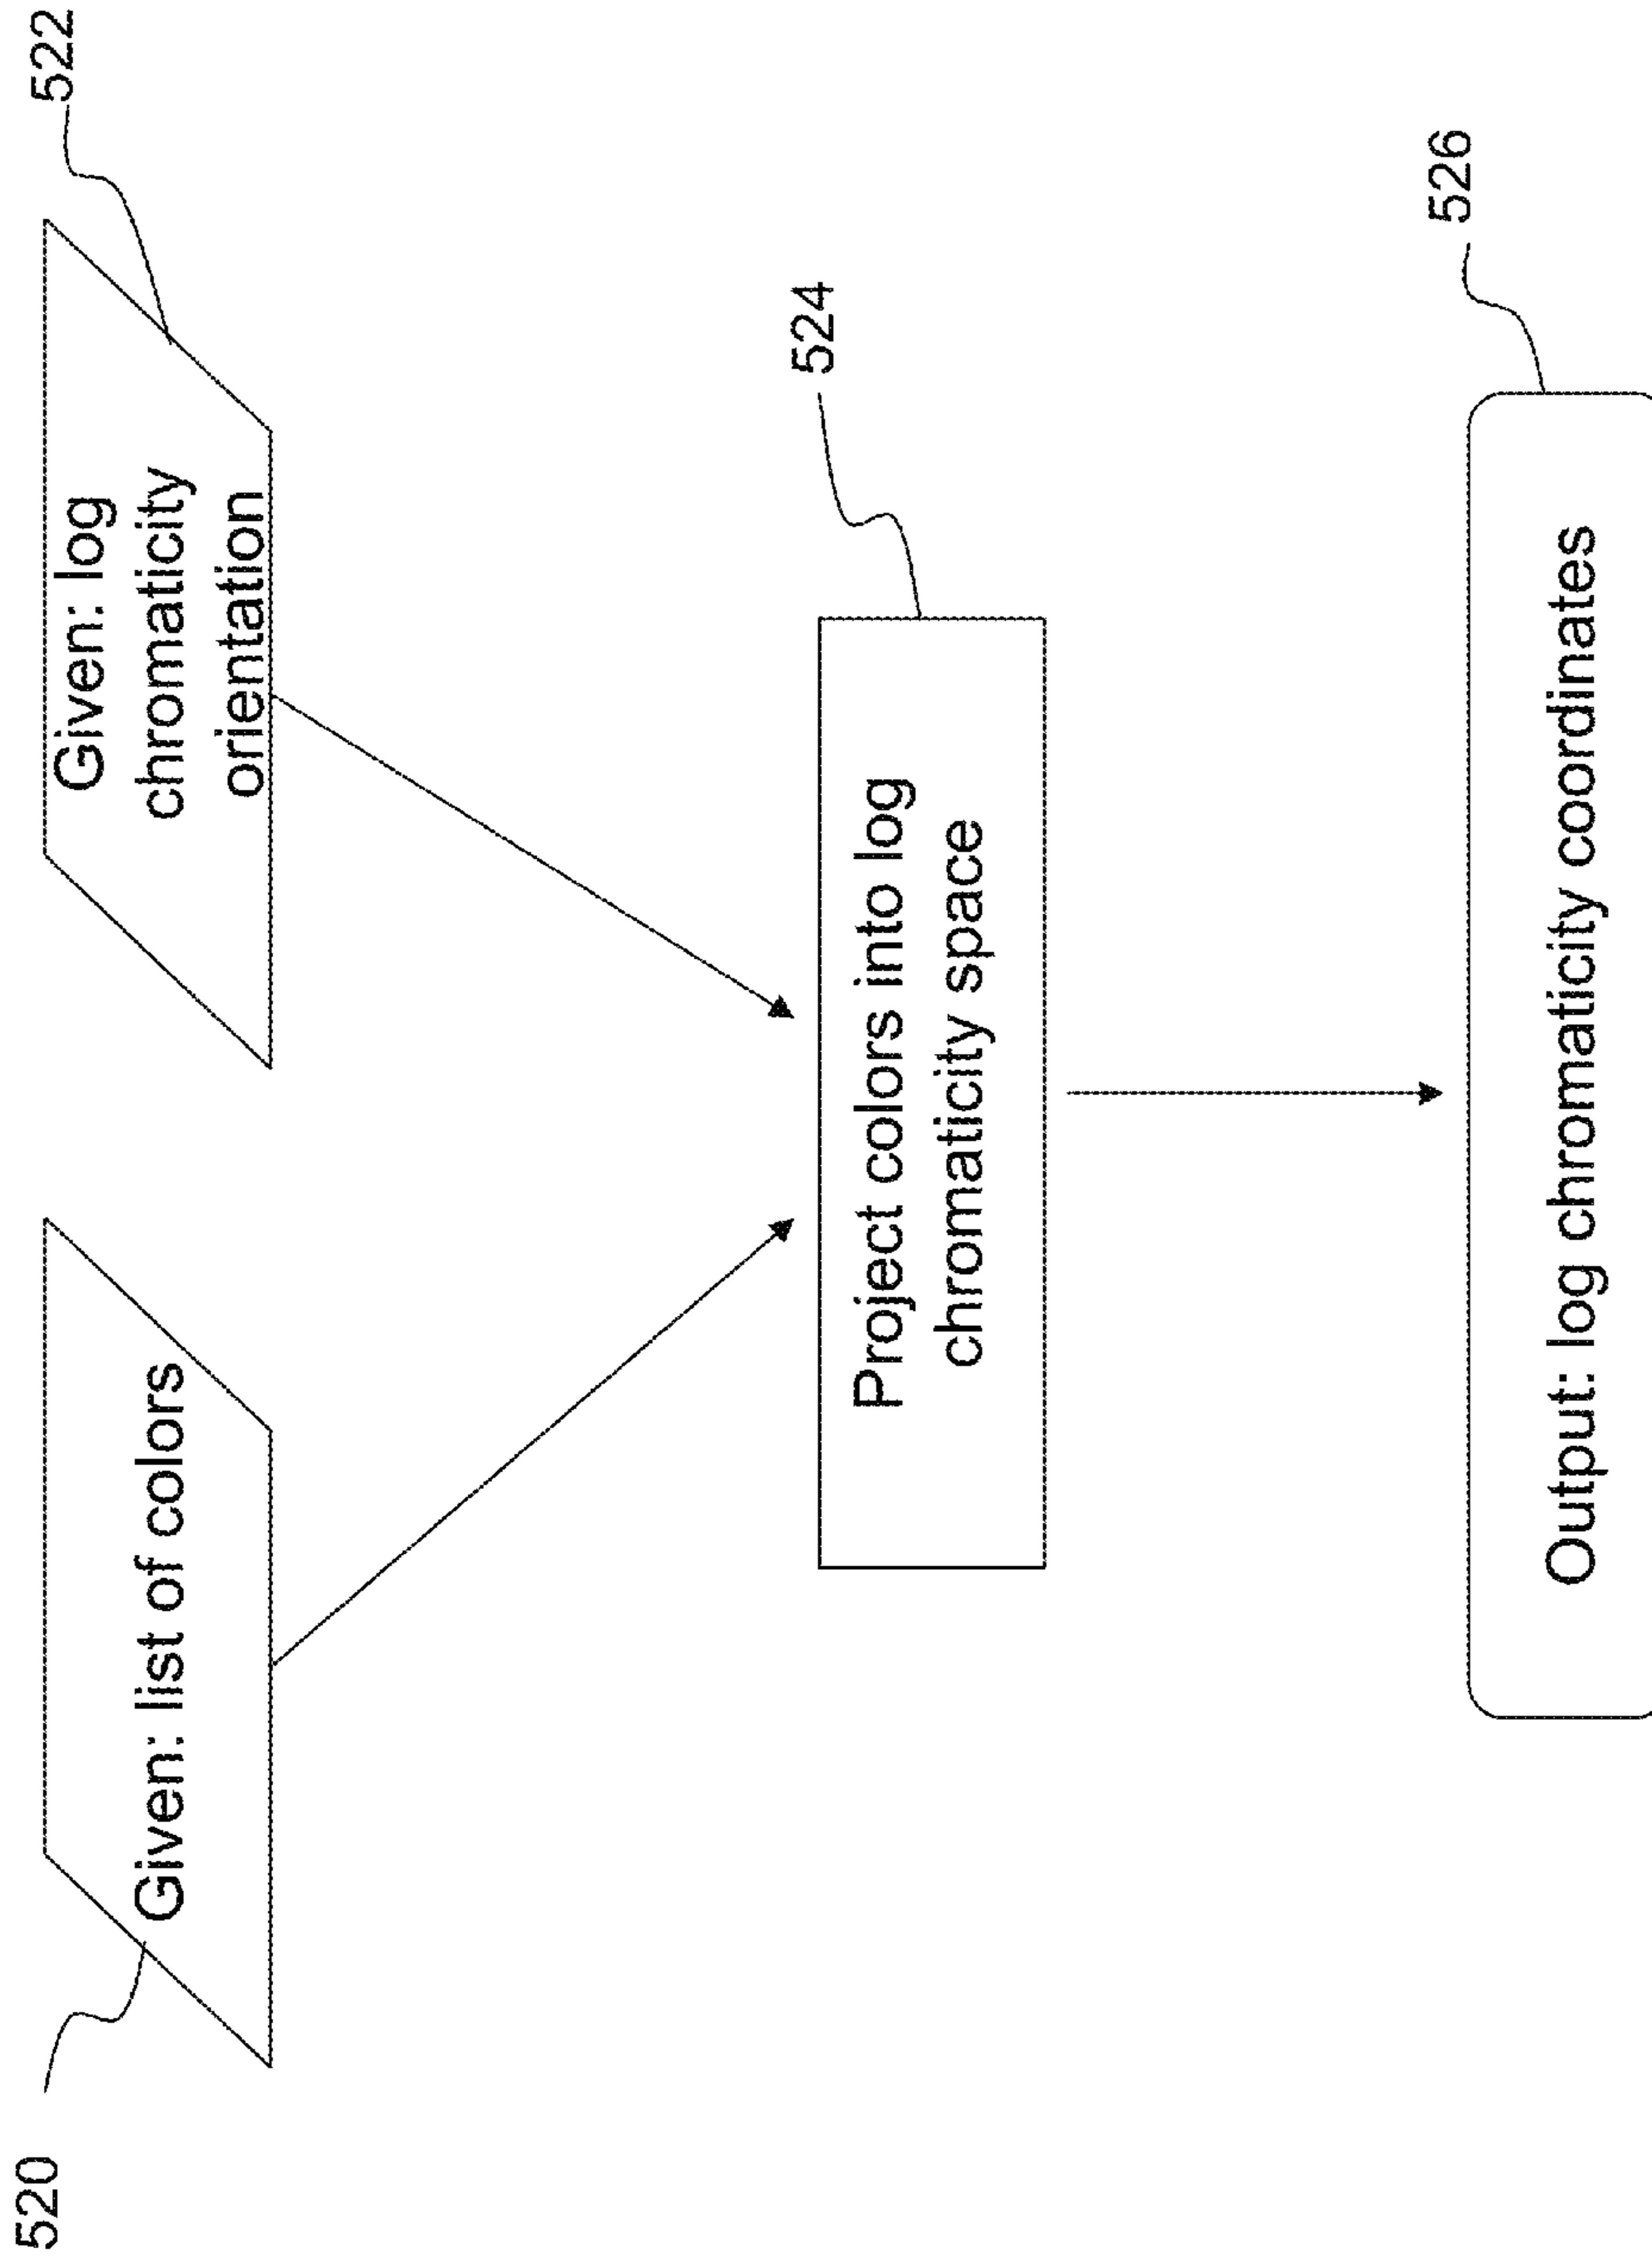 520
Given: list of colors
Given: log
chromaticity
orientation
522
Project colors into log
chromaticity space
524
Output: log chromaticity coordinates
526